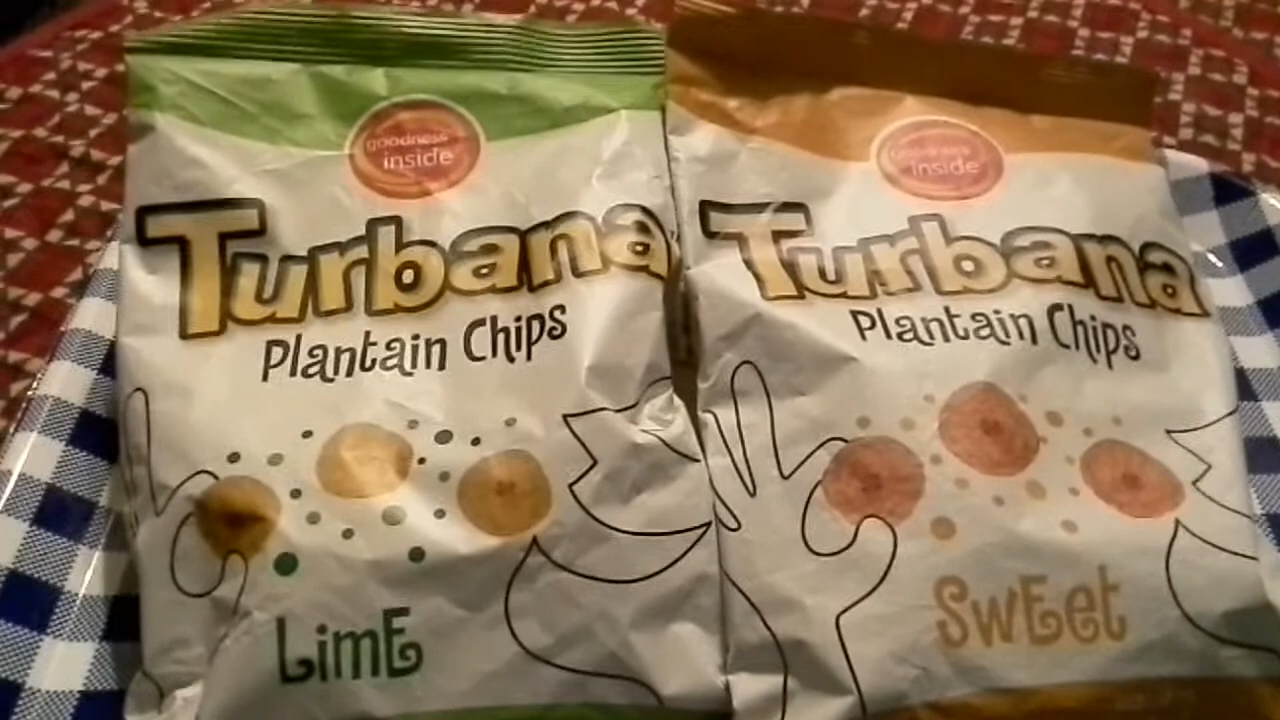 goodness
inside
Turbana
Plantain Chips
LimE
goodness
inside
Turbana
Plantain Chips
SwEet